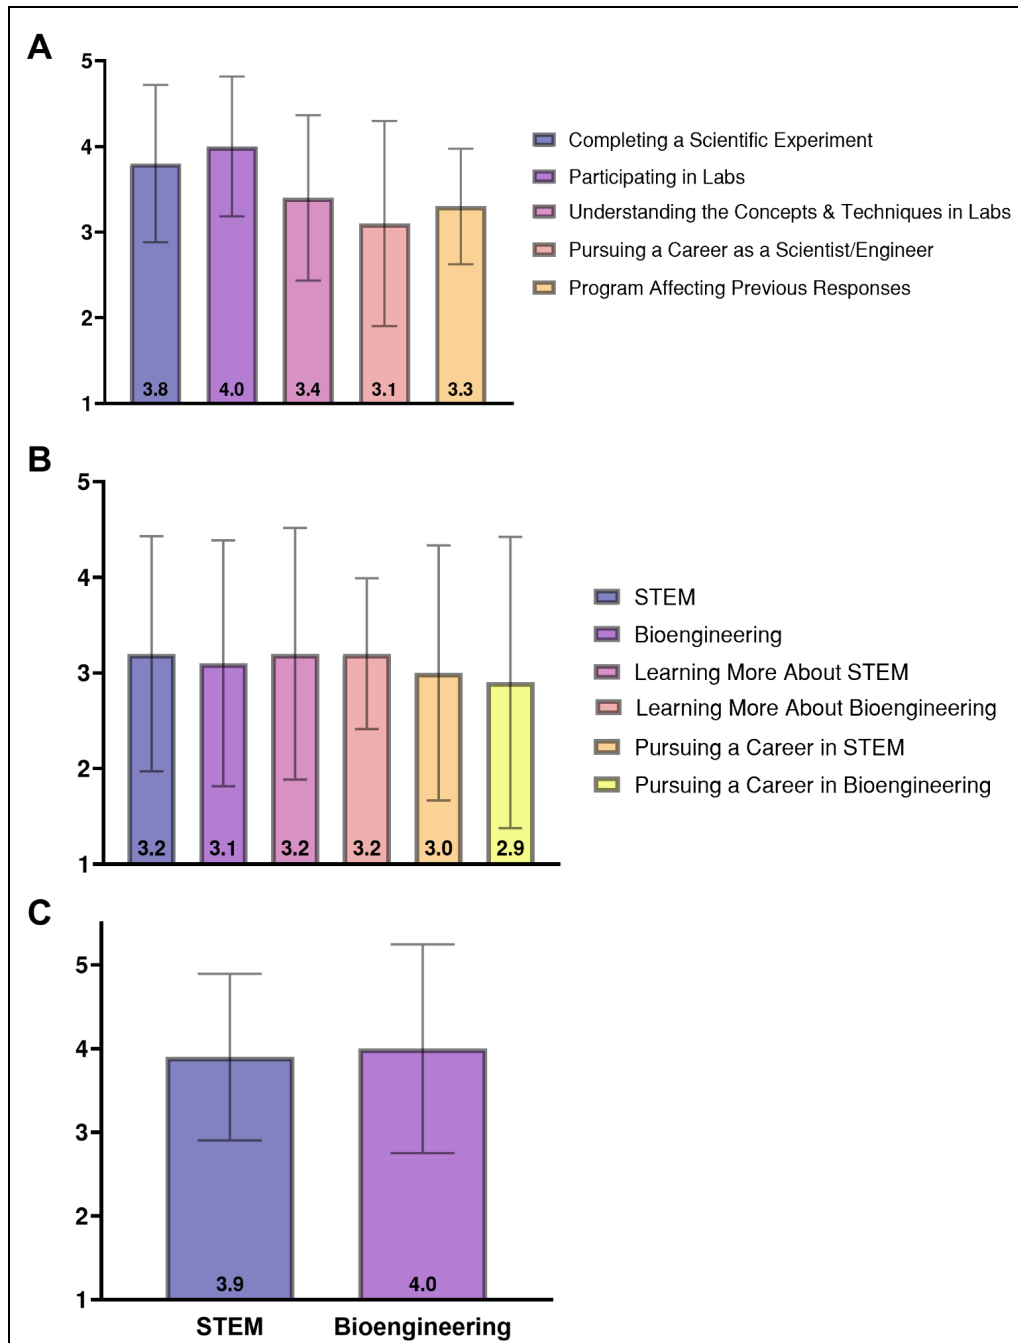 A
5
4
3
2
1
3.8
4.0
3.4
3.1
3.3
Completing a Scientific Experiment
Participating in Labs
Understanding the Concepts & Techniques in Labs
Pursuing a Career as a Scientist/Engineer
Program Affecting Previous Responses
B
5
4
3
2
1
3.2
3.1
3.2
3.2
3.0
2.9
STEM
Bioengineering
Learning More About STEM
Learning More About Bioengineering
Pursuing a Career in STEM
Pursuing a Career in Bioengineering
C
5
4
3
2
1
3.9
4.0
STEM
Bioengineering